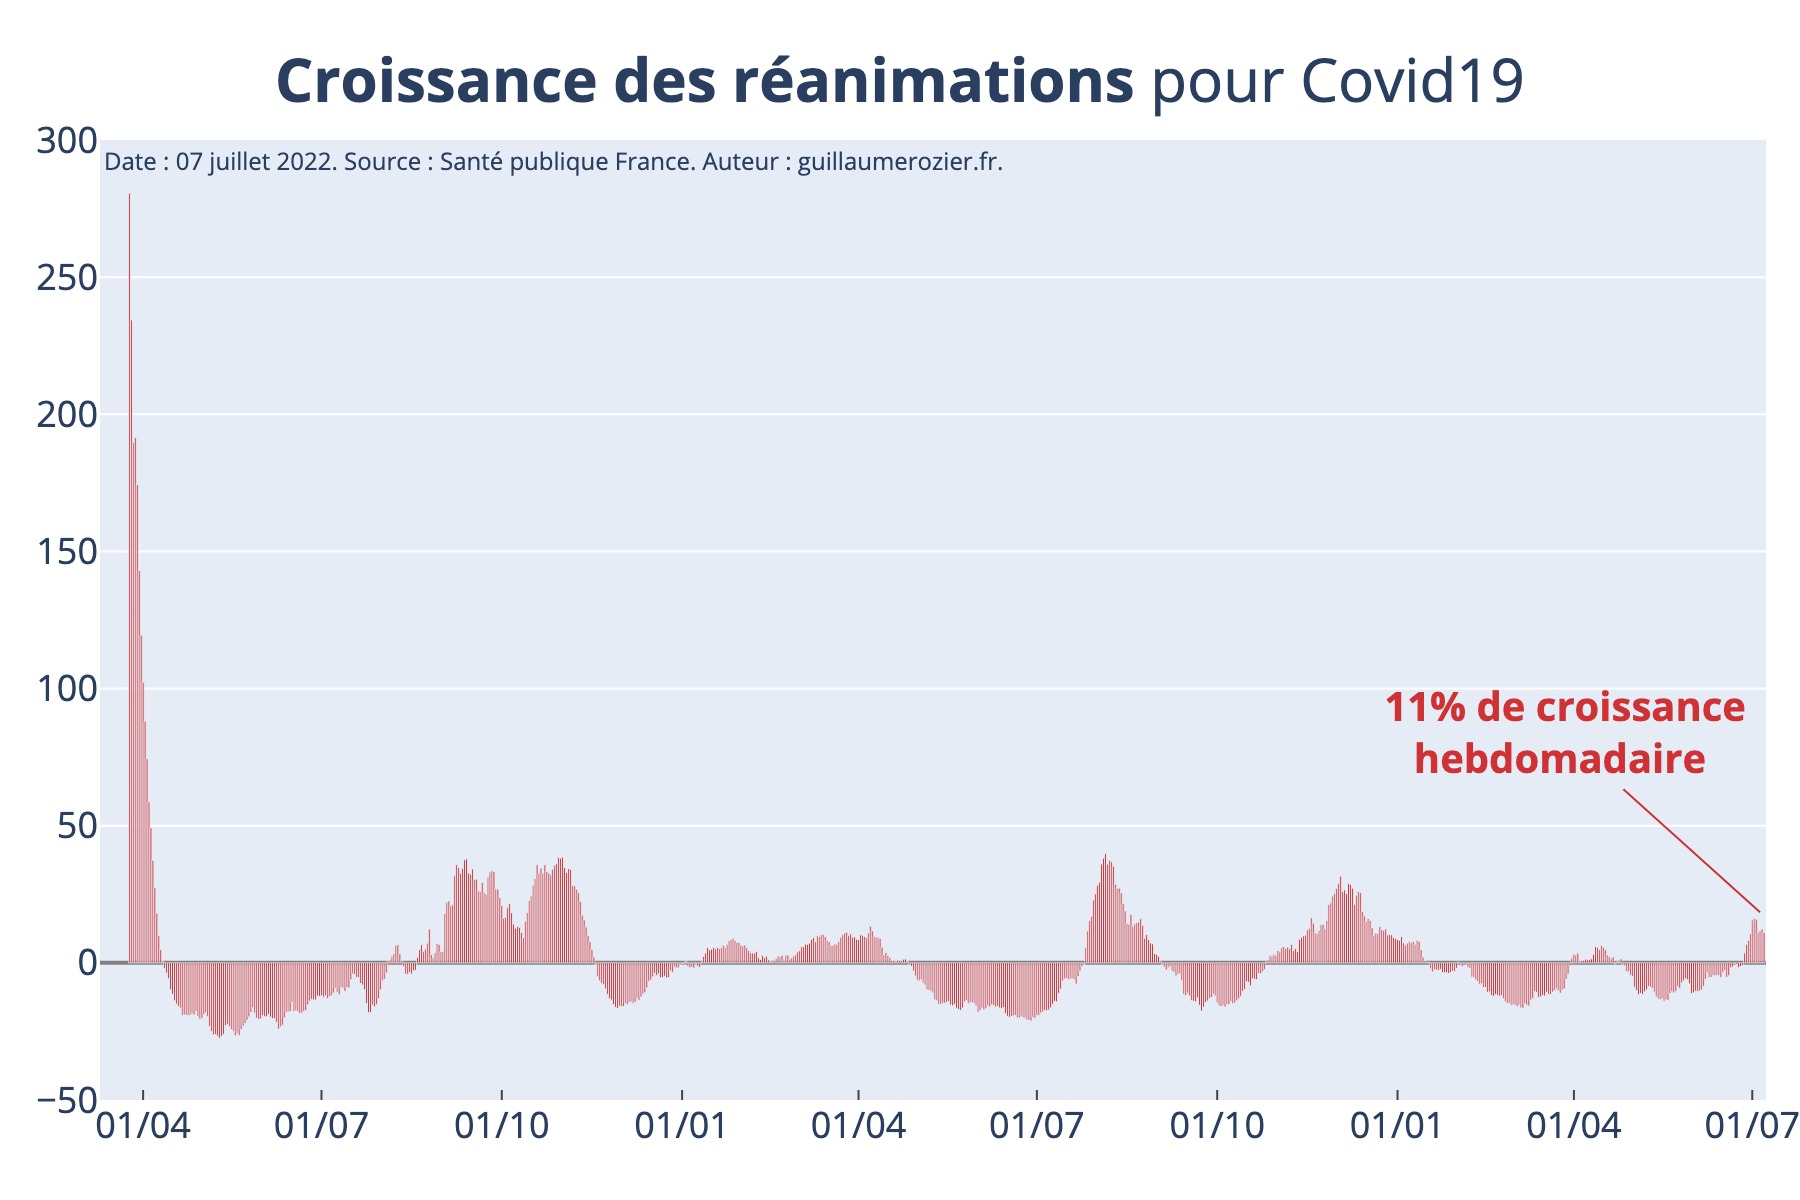 Croissance des réanimations pour Covid19
300
Date : 07 juillet 2022. Source : Santé publique France. Auteur : guillaumerozier.fr.
250
200
150
100
11% de croissance
hebdomadaire
50
0
−50
01/04 01/07 01/10 01/01 01/04 01/07 01/10 01/01 01/04 01/07